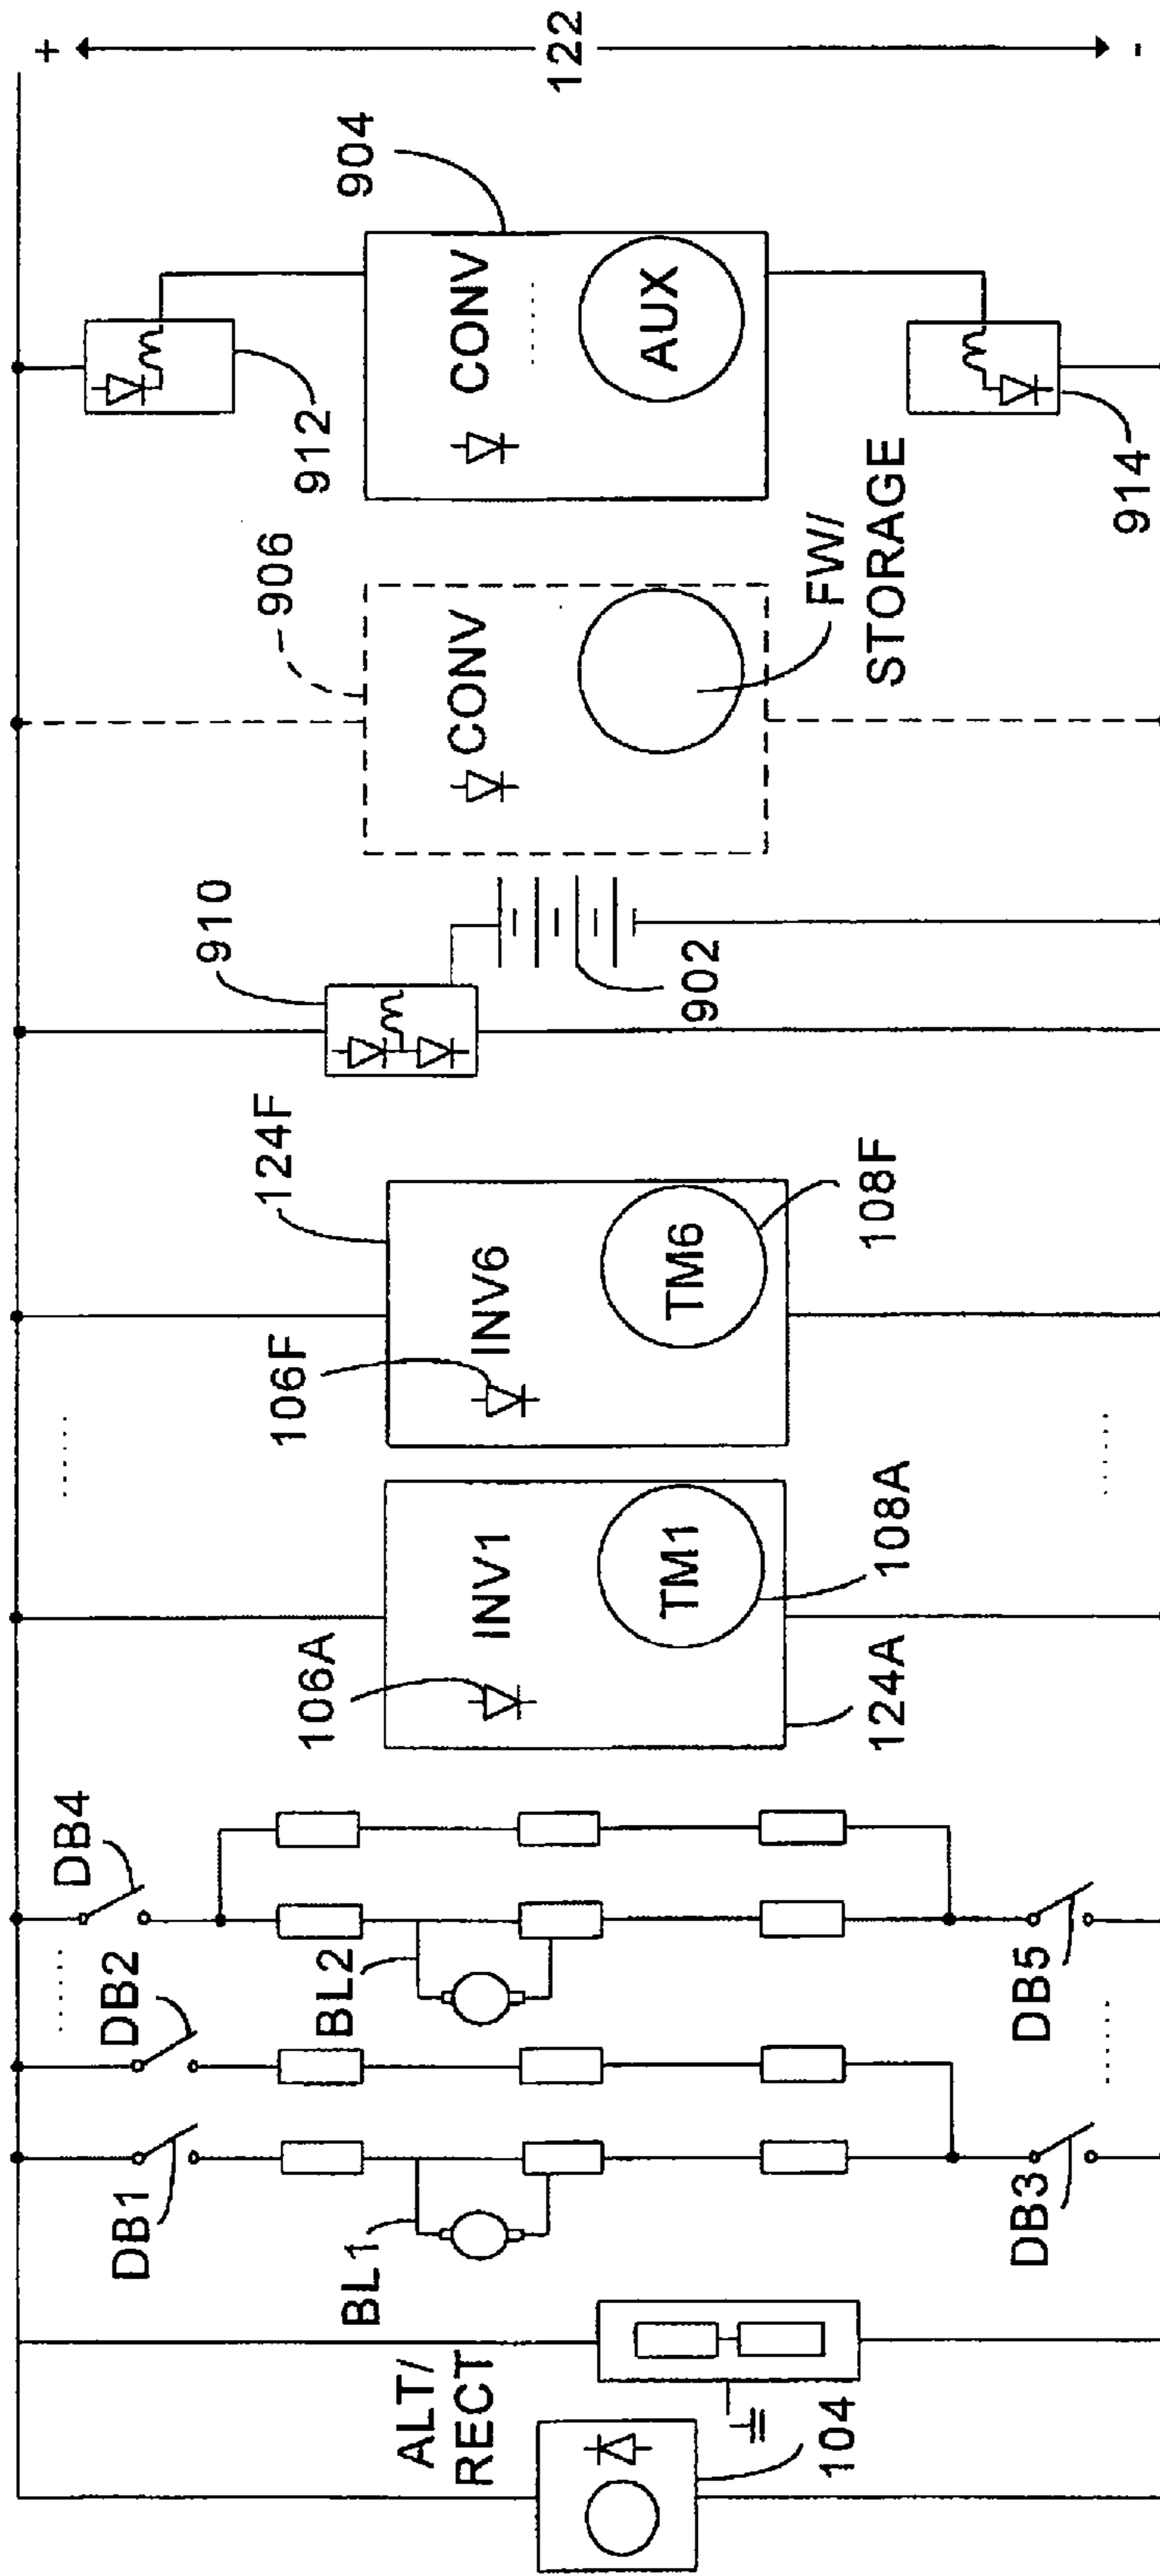 ALT/
RECT
104
BL1
DB1
DB2
DB3
BL2
DB4
DB5
106A
INV1
TM1
108A
124A
106F
INV6
TM6
108F
124F
910
902
906
CONV
FW/
STORAGE
912
CONV
AUX
904
914
+
122
-